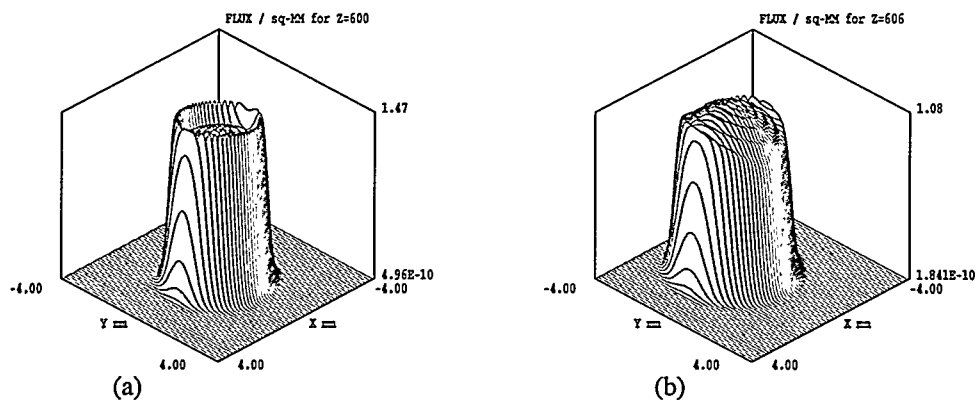 FLUX / sq-MM for Z=600
1.47
4.96E-10
-4.00
-4.00
Y mm
X mm
4.00
4.00
(a)
FLUX / sq-MM for Z=606
1.08
1.841E-10
-4.00
-4.00
Y mm
X mm
4.00
4.00
(b)